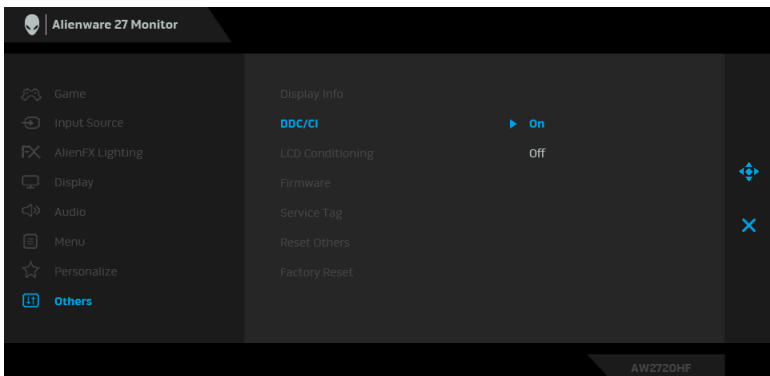 Alienware 27 Monitor
Game
Input Source
AlienFX Lighting
Display
Audio
Menu
Personalize
Others
Display Info
DDC/CI On
LCD Conditioning Off
Firmware
Service Tag
Reset Others
Factory Reset
AW2720HF